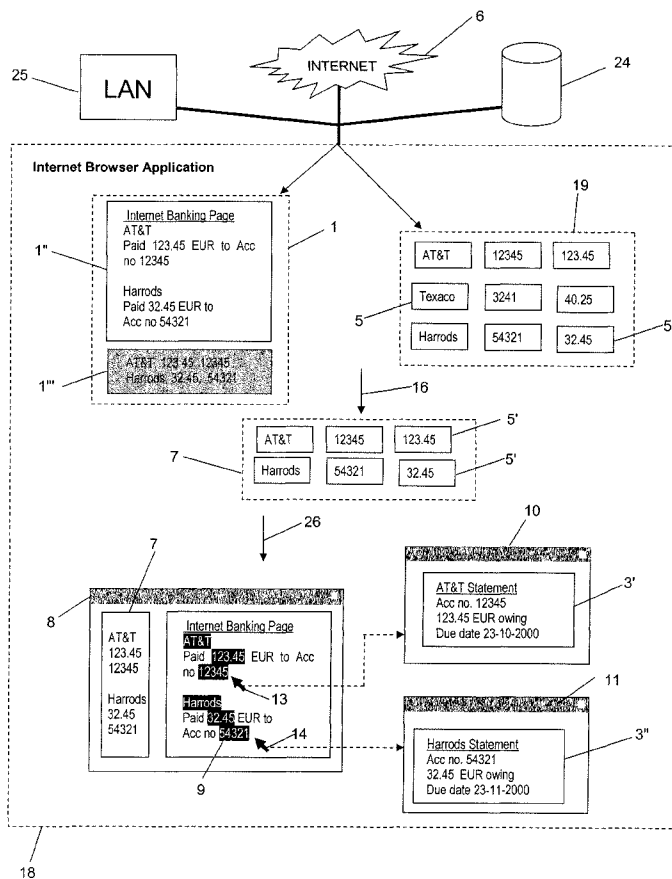 6
25
LAN
INTERNET
24
Internet Browser Application
19
1
1"
Internet Banking Page
AT&T
Paid 123.45 EUR to Acc
no 12345
Harrods
Paid 32.45 EUR to
Acc no 54321
1"'
AT&T 123.45 12345
Harrods 32.45, 54321
AT&T 12345 123.45
5
Texaco 3241 40.25
Harrods 54321 32.45
5
16
7
AT&T 12345 123.45
5'
Harrods 54321 32.45
5'
26
7
8
AT&T
123.45
12345
Harrods
32.45
54321
Internet Banking Page
AT&T
Paid 123.45 EUR to Acc
no 12345
13
Harrods
Paid 32.45 EUR to
Acc no 54321
14
9
10
AT&T Statement
Acc no. 12345
123.45 EUR owing
Due date 23-10-2000
3'
11
Harrods Statement
Acc no. 54321
32.45 EUR owing
Due date 23-11-2000
3"
18